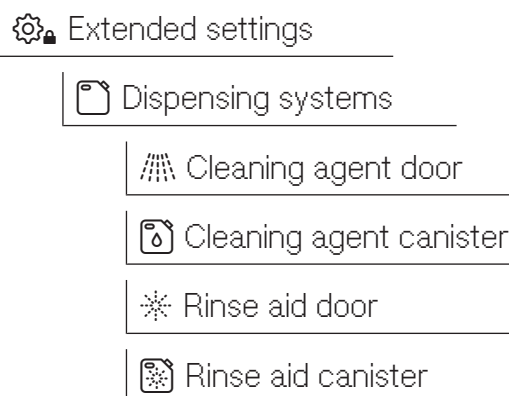 Extended settings
Dispensing systems
Cleaning agent door
Cleaning agent canister
Rinse aid door
Rinse aid canister